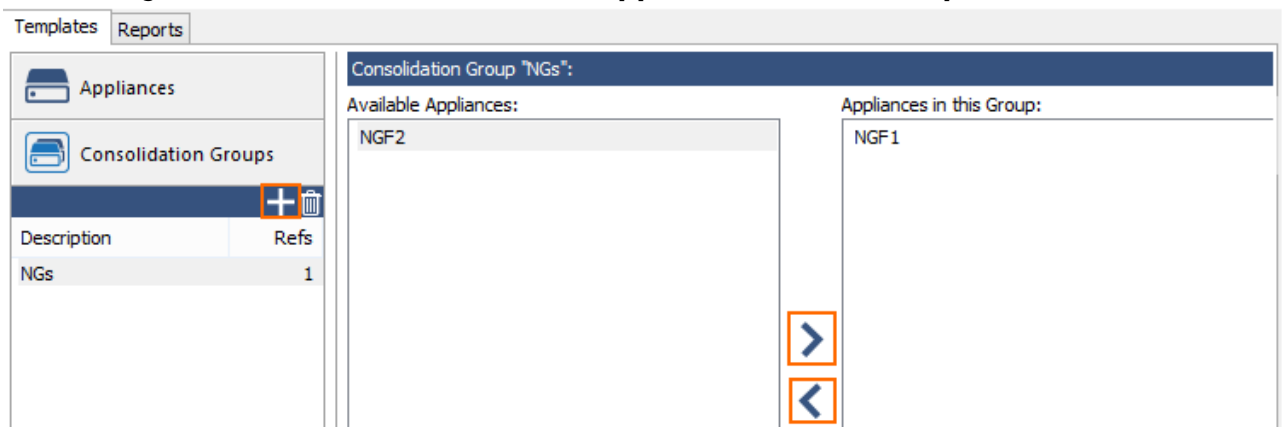 Templates Reports
Appliances
Consolidation Groups
Description Refs
NGs 1
Consolidation Group "NGs":
Available Appliances: Appliances in this Group:
NGF2 NGF1